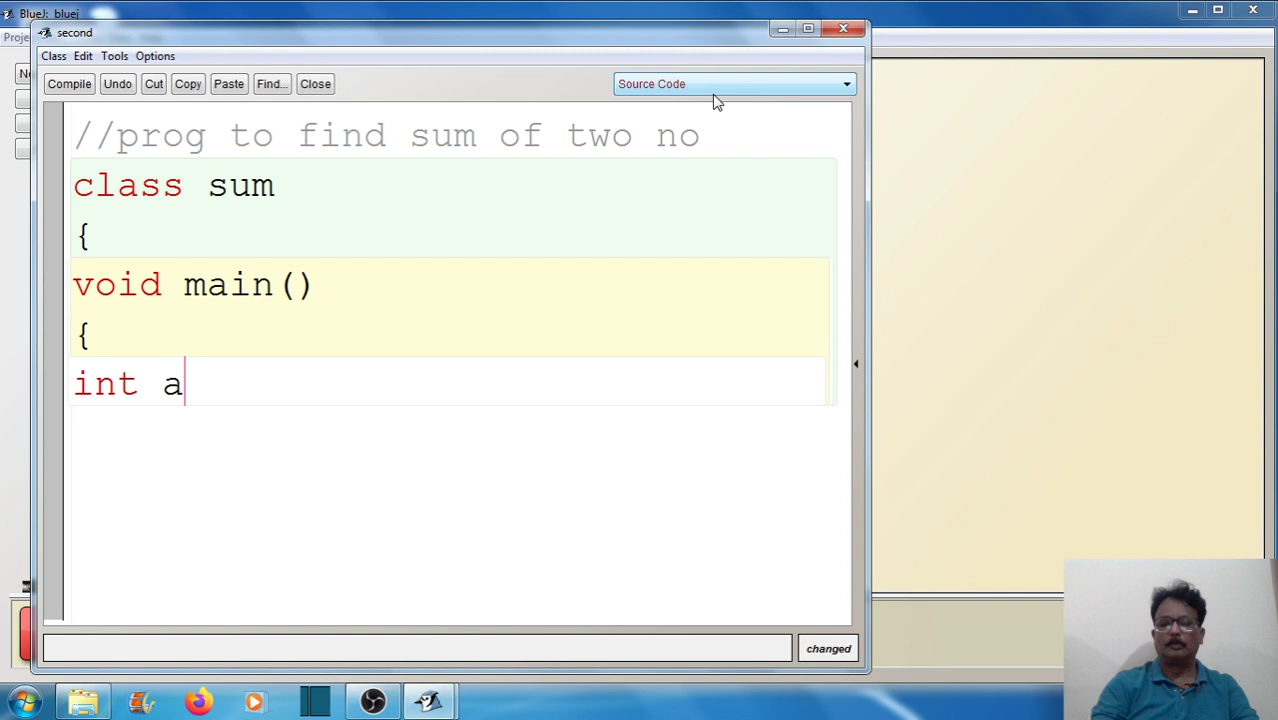 BlueJ: bluej
second
Class Edit Tools Options
Compile Undo Cut Copy Paste Find... Close Source Code
//prog to find sum of two no
class sum
{
void main()
{
int a
changed